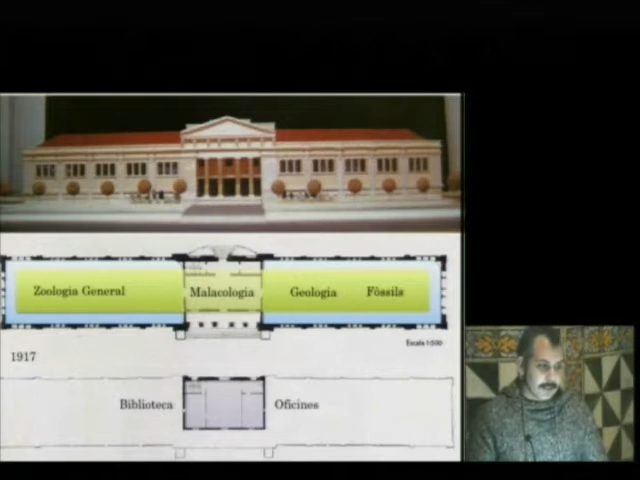 Zoologia General
Malacologia
Geologia
Fòssils
Escala 1:500
1917
Biblioteca
Oficines